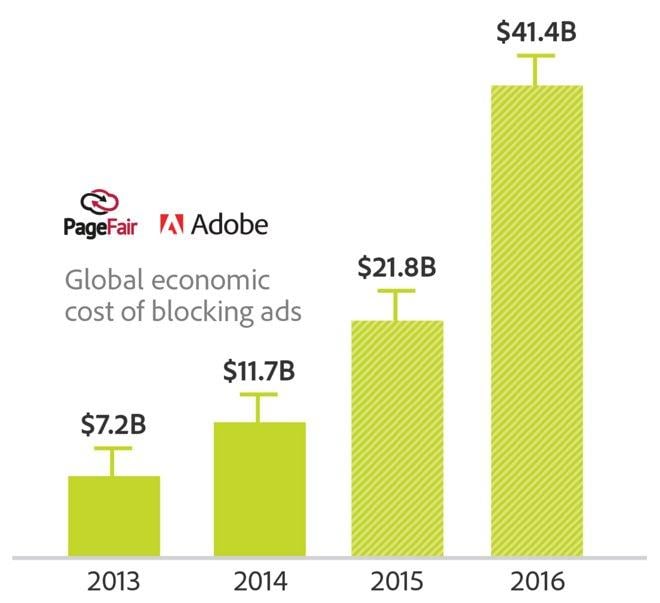 $41.4B
PageFair Adobe
Global economic
cost of blocking ads
$21.8B
$11.7B
$7.2B
2013 2014 2015 2016